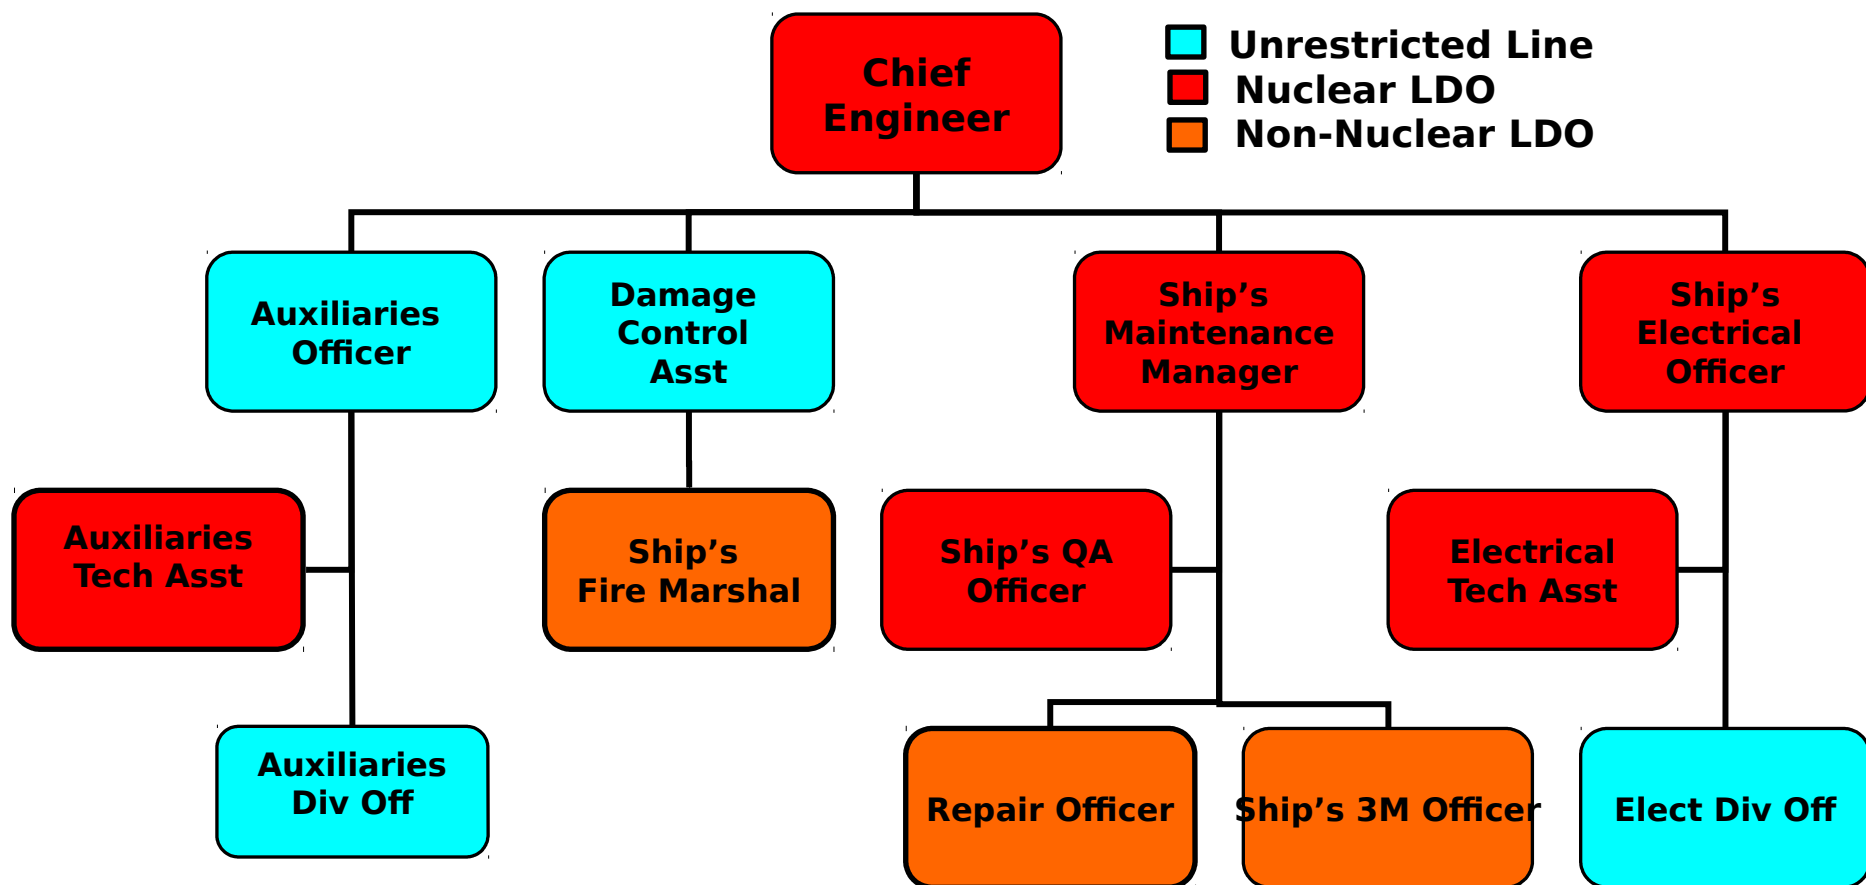 Chief
Engineer
Unrestricted Line
Nuclear LDO
Non-Nuclear LDO
Auxiliaries
Officer
Damage
Control
Asst
Ship’s
Maintenance
Manager
Ship’s
Electrical
Officer
Auxiliaries
Tech Asst
Ship’s
Fire Marshal
Ship’s QA
Officer
Electrical
Tech Asst
Auxiliaries
Div Off
Repair Officer
Ship’s 3M Officer
Elect Div Off